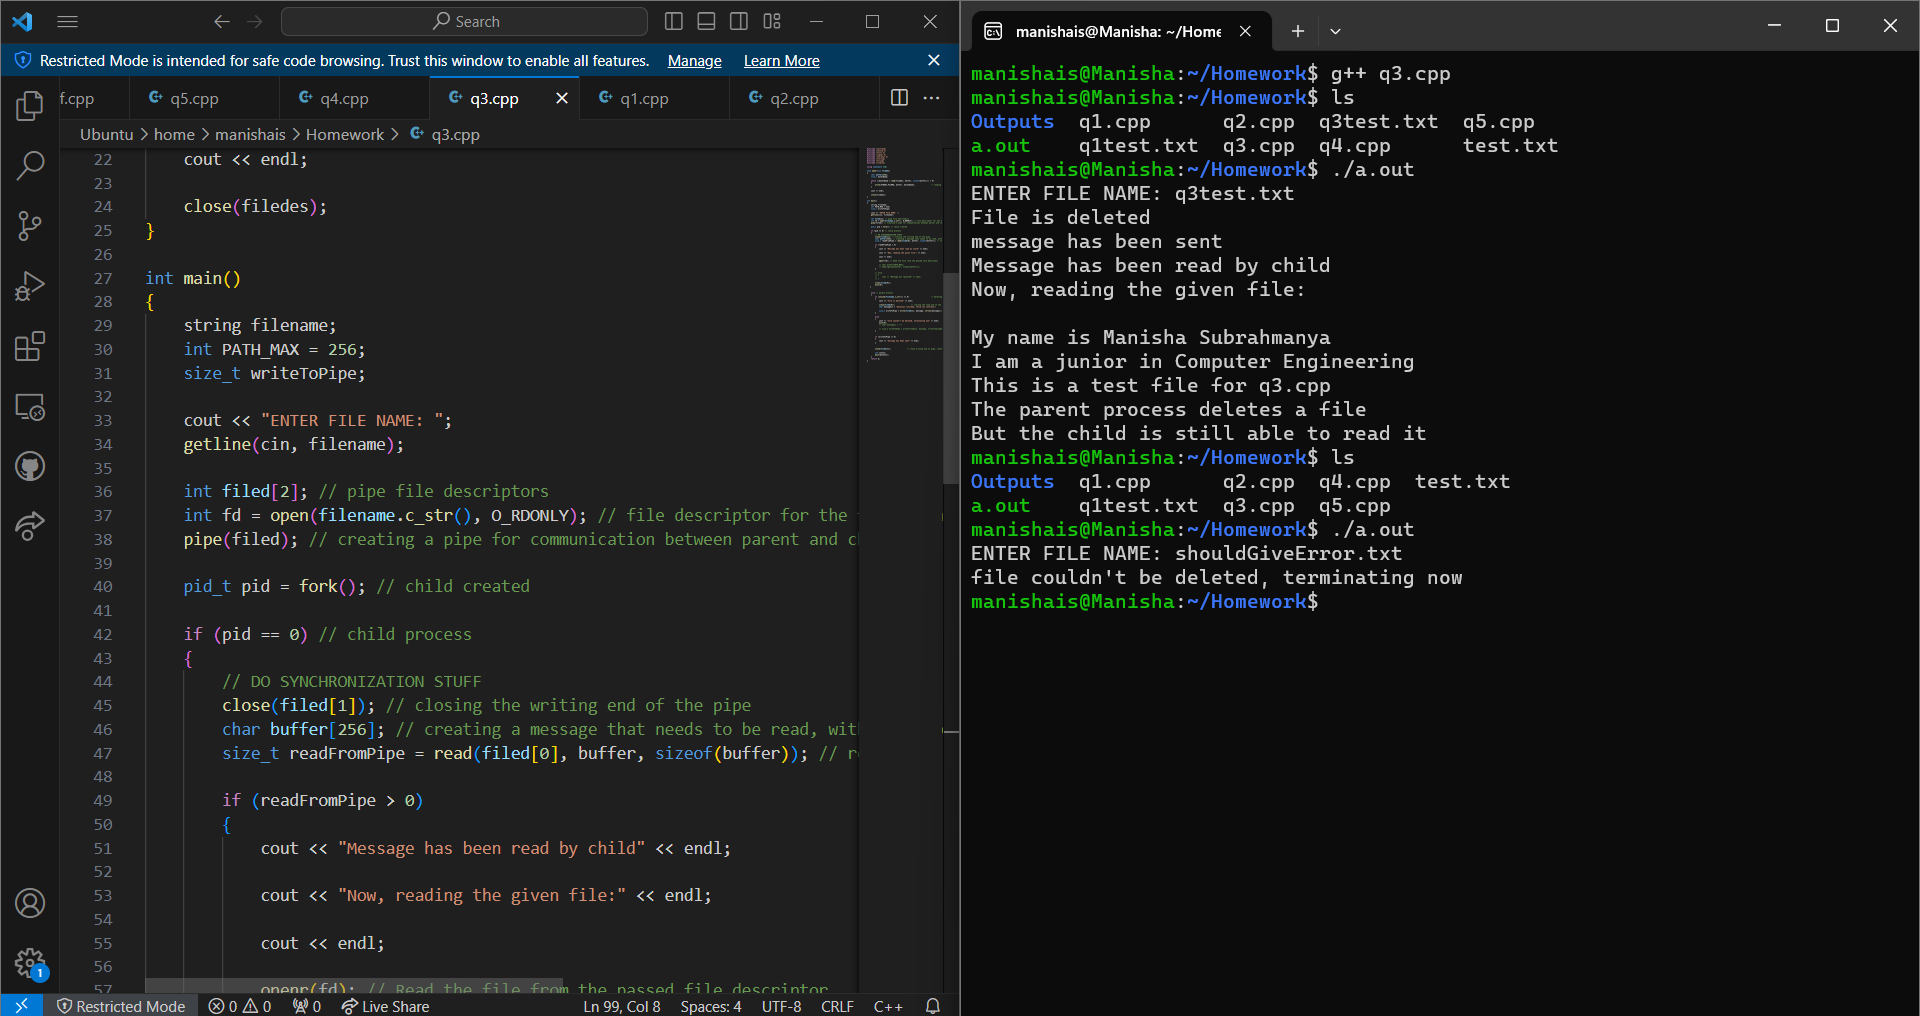 Search
Restricted Mode is intended for safe code browsing. Trust this window to enable all features. Manage Learn More
f.cpp q5.cpp q4.cpp q3.cpp q1.cpp q2.cpp
Ubuntu > home > manishais > Homework > q3.cpp
22 cout << endl;
23
24 close(filedes);
25 }
26
27 int main()
28 {
29 string filename;
30 int PATH_MAX = 256;
31 size_t writeToPipe;
32
33 cout << "ENTER FILE NAME: ";
34 getline(cin, filename);
35
36 int filed[2]; // pipe file descriptors
37 int fd = open(filename.c_str(), O_RDONLY); // file descriptor for the
38 pipe(filed); // creating a pipe for communication between parent and c
39
40 pid_t pid = fork(); // child created
41
42 if (pid == 0) // child process
43 {
44 // DO SYNCHRONIZATION STUFF
45 close(filed[1]); // closing the writing end of the pipe
46 char buffer[256]; // creating a message that needs to be read, wit
47 size_t readFromPipe = read(filed[0], buffer, sizeof(buffer)); // r
48
49 if (readFromPipe > 0)
50 {
51 cout << "Message has been read by child" << endl;
52
53 cout << "Now, reading the given file:" << endl;
54
55 cout << endl;
56
57 openr(fd); // Read the file from the passed file descriptor
1
Restricted Mode 0 0 0 Live Share Ln 99, Col 8 Spaces: 4 UTF-8 CRLF C++
manishais@Manisha: ~/Home
manishais@Manisha:~/Homework$ g++ q3.cpp
manishais@Manisha:~/Homework$ ls
Outputs q1.cpp q2.cpp q3test.txt q5.cpp
a.out q1test.txt q3.cpp q4.cpp test.txt
manishais@Manisha:~/Homework$ ./a.out
ENTER FILE NAME: q3test.txt
File is deleted
message has been sent
Message has been read by child
Now, reading the given file:
My name is Manisha Subrahmanya
I am a junior in Computer Engineering
This is a test file for q3.cpp
The parent process deletes a file
But the child is still able to read it
manishais@Manisha:~/Homework$ ls
Outputs q1.cpp q2.cpp q4.cpp test.txt
a.out q1test.txt q3.cpp q5.cpp
manishais@Manisha:~/Homework$ ./a.out
ENTER FILE NAME: shouldGiveError.txt
file couldn't be deleted, terminating now
manishais@Manisha:~/Homework$